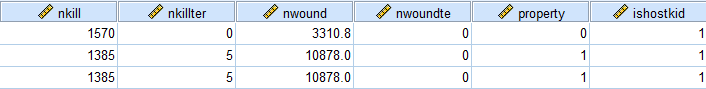 nkill nkillter nwound nwoundte property ishostkid
1570 0 3310.8 0 0 1
1385 5 10878.0 0 1 1
1385 5 10878.0 0 1 1